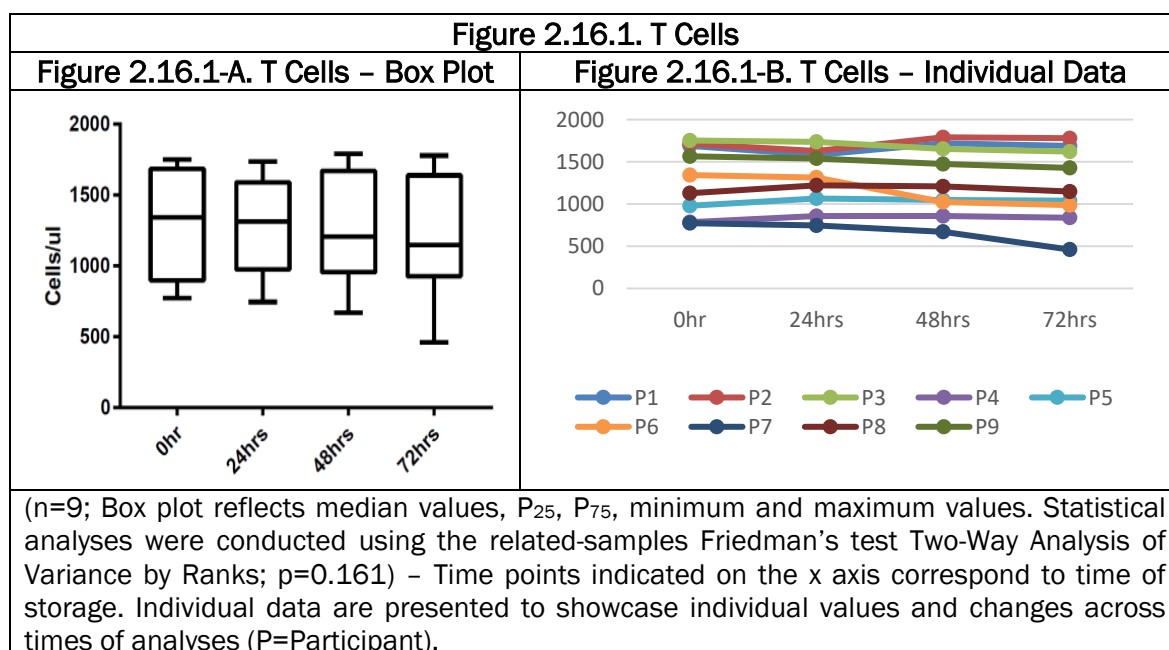 Figure 2.16.1. T Cells
Figure 2.16.1-A. T Cells – Box Plot
Figure 2.16.1-B. T Cells – Individual Data
2000
1500
1000
500
0
Cells/ul
0hr
24hrs
48hrs
72hrs
2000
1500
1000
500
0
0hr 24hrs 48hrs 72hrs
P1 P2 P3 P4 P5
P6 P7 P8 P9
(n=9; Box plot reflects median values, P25, P75, minimum and maximum values. Statistical
analyses were conducted using the related-samples Friedman's test Two-Way Analysis of
Variance by Ranks; p=0.161) – Time points indicated on the x axis correspond to time of
storage. Individual data are presented to showcase individual values and changes across
times of analyses (P=Participant).